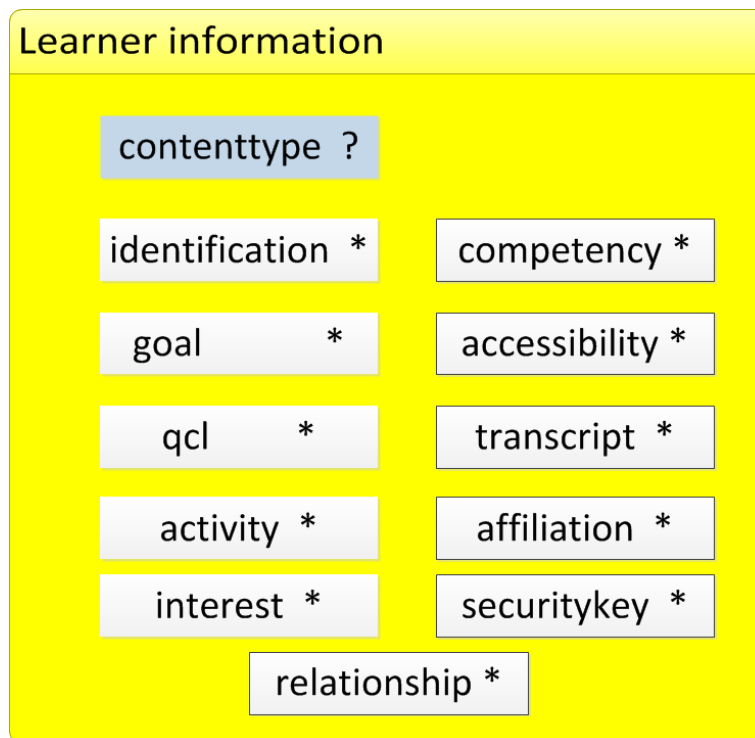 Learner information
contenttype ?
identification * competency *
goal * accessibility *
qcl * transcript *
activity * affiliation *
interest * securitykey *
relationship *